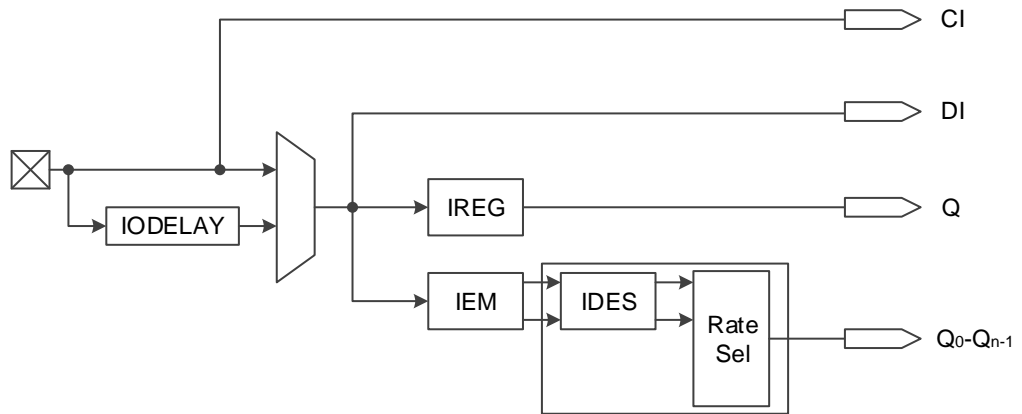 CI
DI
IODELAY
IREG
Q
IEM
IDES
Rate
Sel
Q0-Qn-1